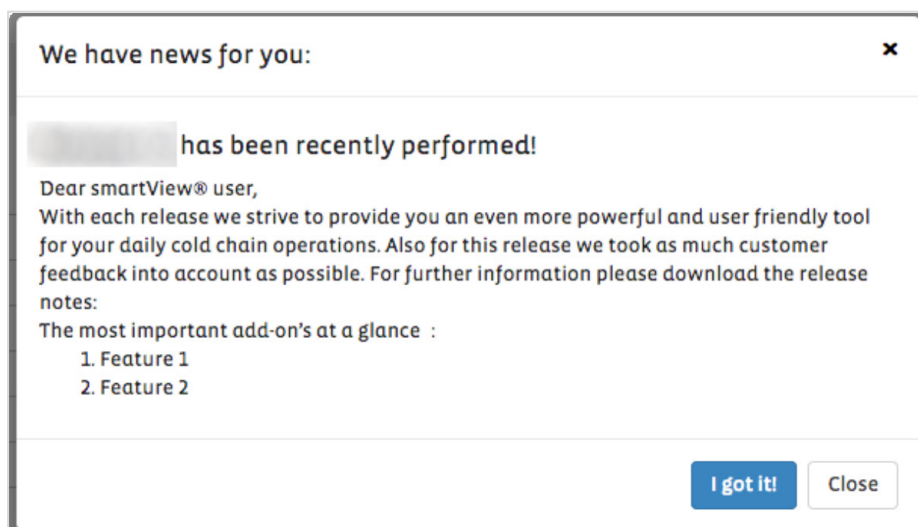 We have news for you:
has been recently performed!
Dear smartView® user,
With each release we strive to provide you an even more powerful and user friendly tool
for your daily cold chain operations. Also for this release we took as much customer
feedback into account as possible. For further information please download the release
notes:
The most important add-on’s at a glance  :
1. Feature 1
2. Feature 2
I got it!
Close